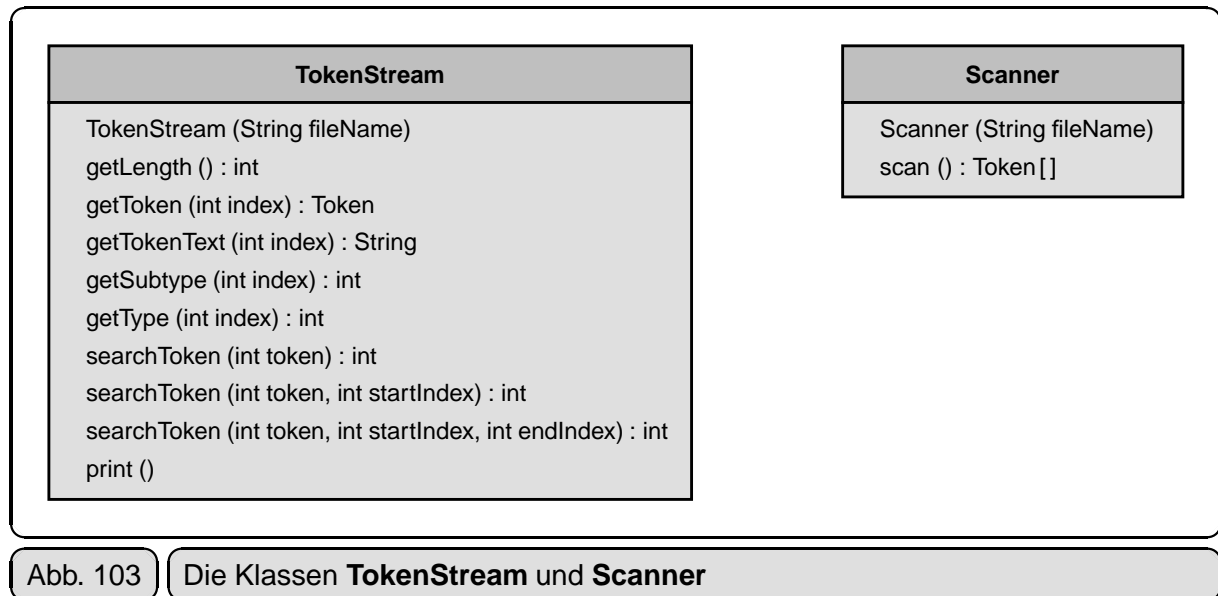 TokenStream
TokenStream (String fileName)
getLength () : int
getToken (int index) : Token
getTokenText (int index) : String
getSubtype (int index) : int
getType (int index) : int
searchToken (int token) : int
searchToken (int token, int startIndex) : int
searchToken (int token, int startIndex, int endIndex) : int
print ()
Scanner
Scanner (String fileName)
scan () : Token[]
Abb. 103 Die Klassen TokenStream und Scanner